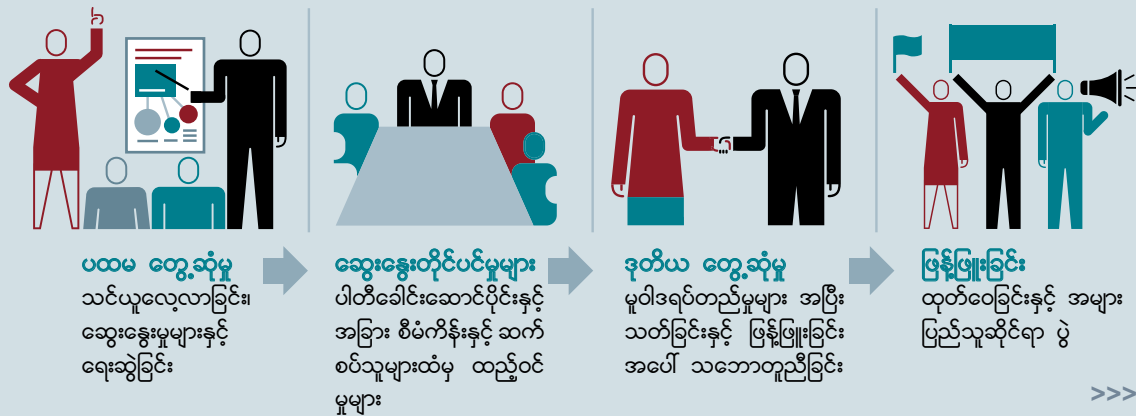 ပထမ တွေ့ဆုံမှု
သင်ယူလေ့လာခြင်း၊
ဆွေးနွေးမှုများနှင့်
ရေးဆွဲခြင်း
ဆွေးနွေးတိုင်ပင်မှုများ
ပါတီခေါင်းဆောင်ပိုင်းနှင့်
အခြား စီမံကိန်းနှင့် ဆက်
စပ်သူများထံမှ ထည့်ဝင်
မှုများ
ဒုတိယ တွေ့ဆုံမှု
မူဝါဒရပ်တည်မှုများ အပြီး
သတ်ခြင်းနှင့် ဖြန့်ဖြူးခြင်း
အပေါ် သဘောတူညီခြင်း
ဖြန့်ဖြူးခြင်း
ထုတ်ဝေခြင်းနှင့် အများ
ပြည်သူဆိုင်ရာ ပွဲ
>>>